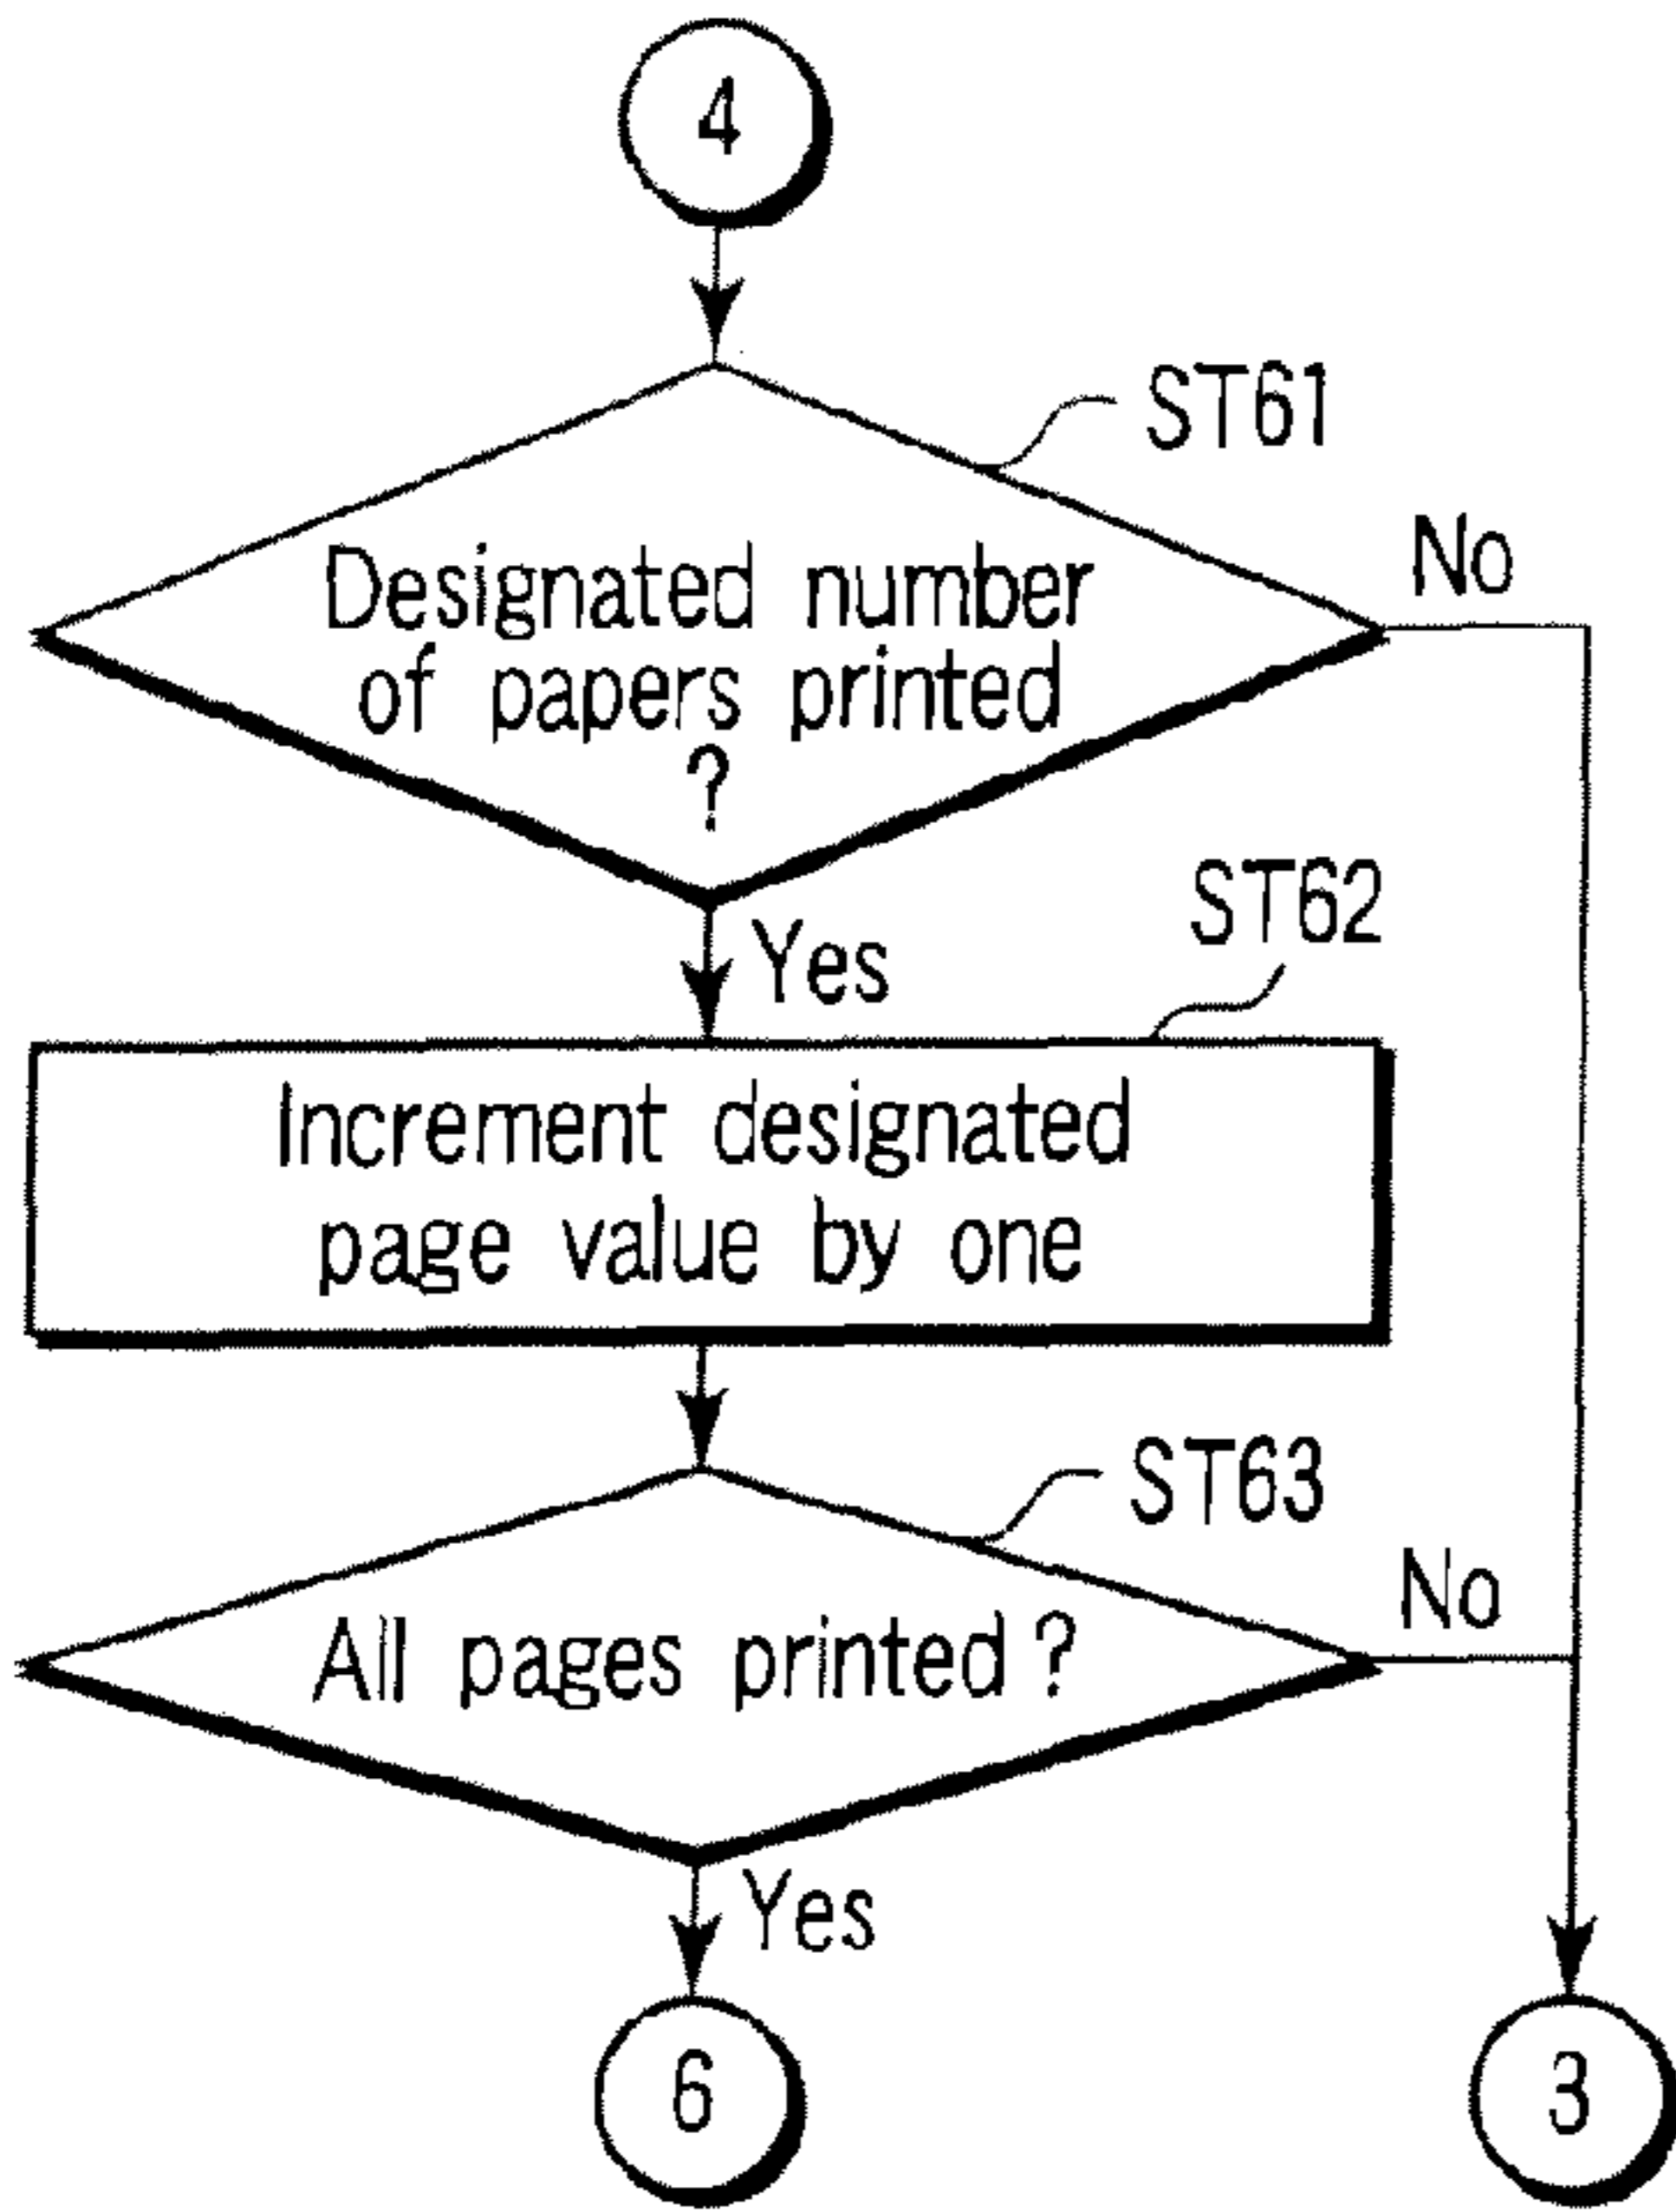 4
ST61
Designated number
of papers printed
?
No
Yes
ST62
Increment designated
page value by one
ST63
All pages printed ?
No
Yes
6
3